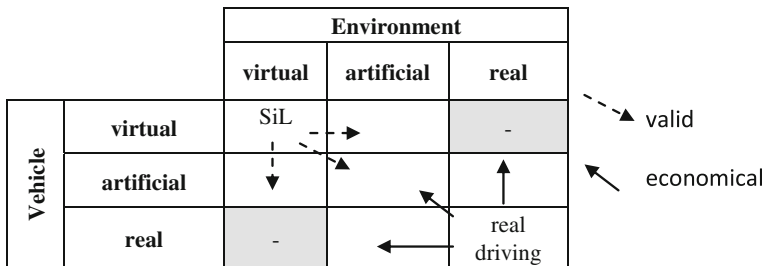 Environment
virtual artificial real
Vehicle
virtual SiL -
artificial
real - real driving
valid
economical